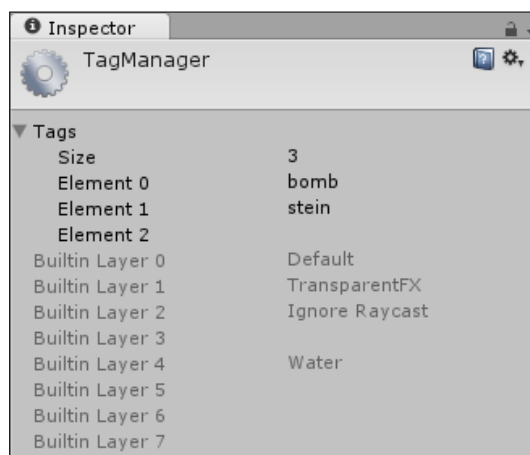 Inspector
TagManager
Tags
Size 3
Element 0 bomb
Element 1 stein
Element 2
Builtin Layer 0 Default
Builtin Layer 1 TransparentFX
Builtin Layer 2 Ignore Raycast
Builtin Layer 3
Builtin Layer 4 Water
Builtin Layer 5
Builtin Layer 6
Builtin Layer 7